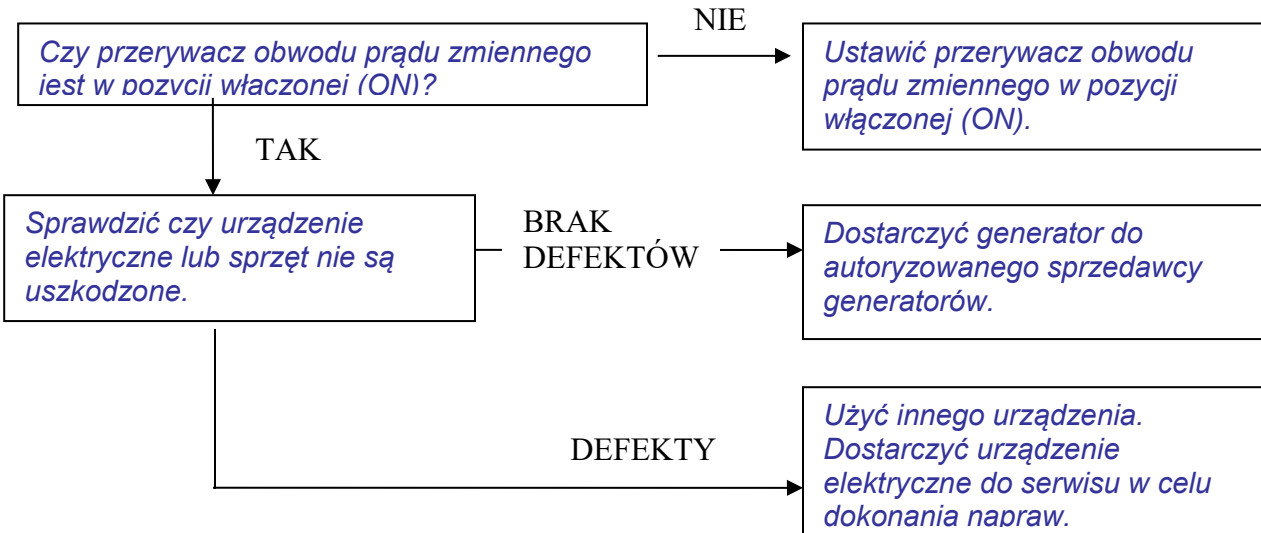 Czy przerywacz obwodu prądu zmiennego
jest w pozycji włączonej (ON)?
NIE
Ustawić przerywacz obwodu
prądu zmiennego w pozycji
włączonej (ON).
TAK
Sprawdzić czy urządzenie
elektryczne lub sprzęt nie są
uszkodzone.
BRAK
DEFEKTÓW
Dostarczyć generator do
autoryzowanego sprzedawcy
generatorów.
DEFEKTY
Użyć innego urządzenia.
Dostarczyć urządzenie
elektryczne do serwisu w celu
dokonania napraw.